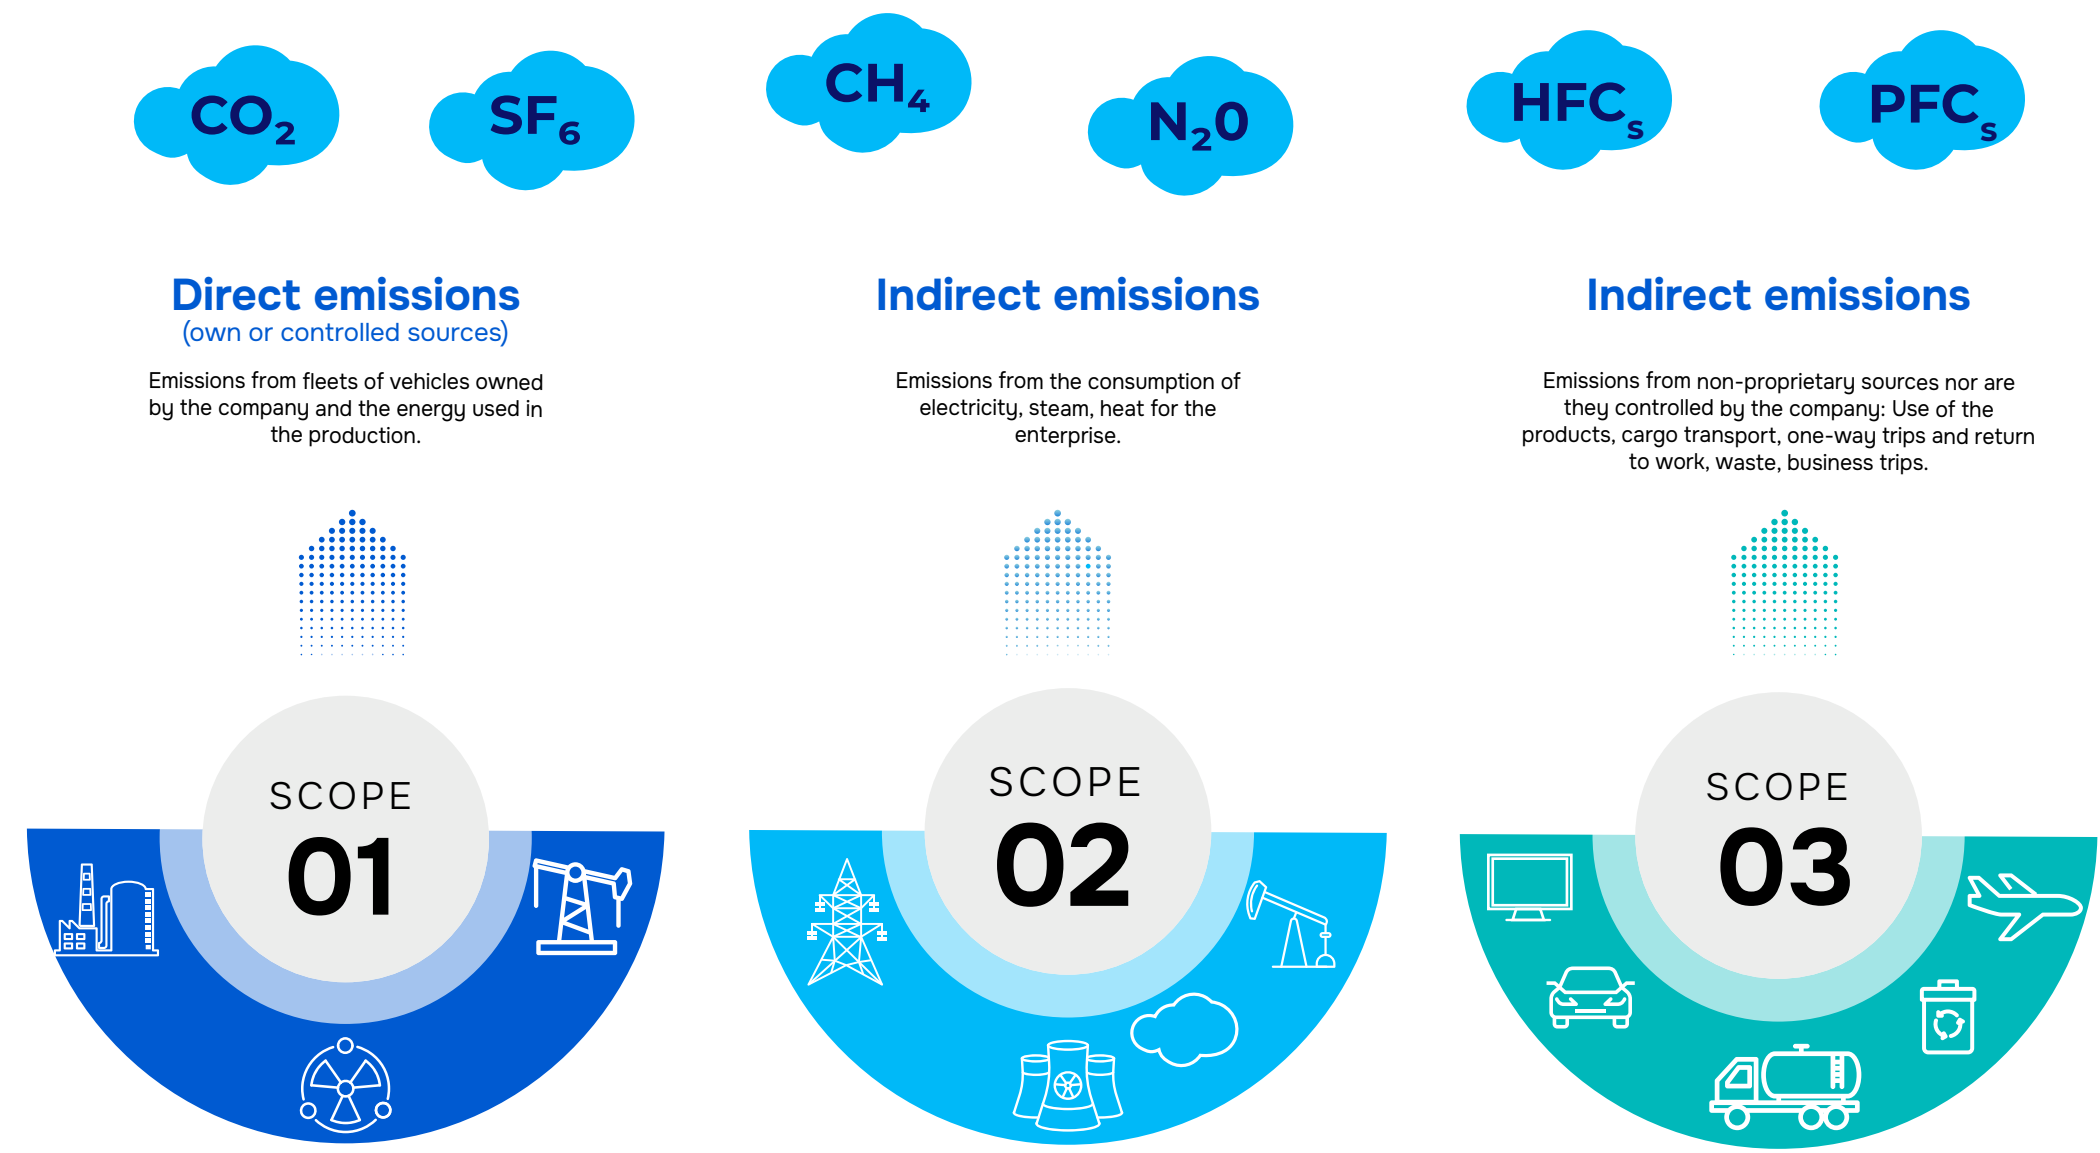 CO₂
SF₆
CH₄
N₂0
HFCₛ
PFCₛ
Direct emissions
(own or controlled sources)
Emissions from fleets of vehicles owned
by the company and the energy used in
the production.
Indirect emissions
Emissions from the consumption of
electricity, steam, heat for the
enterprise.
Indirect emissions
Emissions from non-proprietary sources nor are
they controlled by the company: Use of the
products, cargo transport, one-way trips and return
to work, waste, business trips.
SCOPE
01
SCOPE
02
SCOPE
03